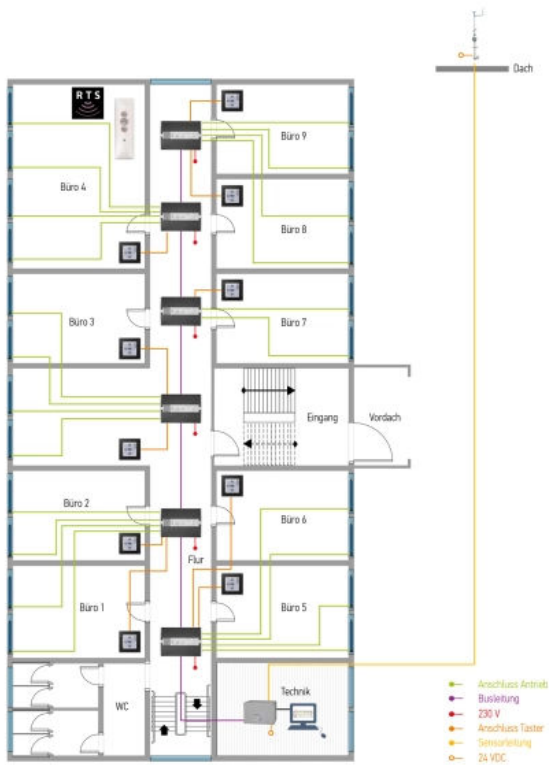 Dach
RTS
Büro 9
Büro 4
Büro 8
Büro 3
Büro 7
Eingang
Vordach
Büro 2
Büro 6
Flur
Büro 1
Büro 5
WC
Technik
Anschluss Antrieb
Busleitung
230 V
Anschluss Taster
Sensorleitung
24 VDC